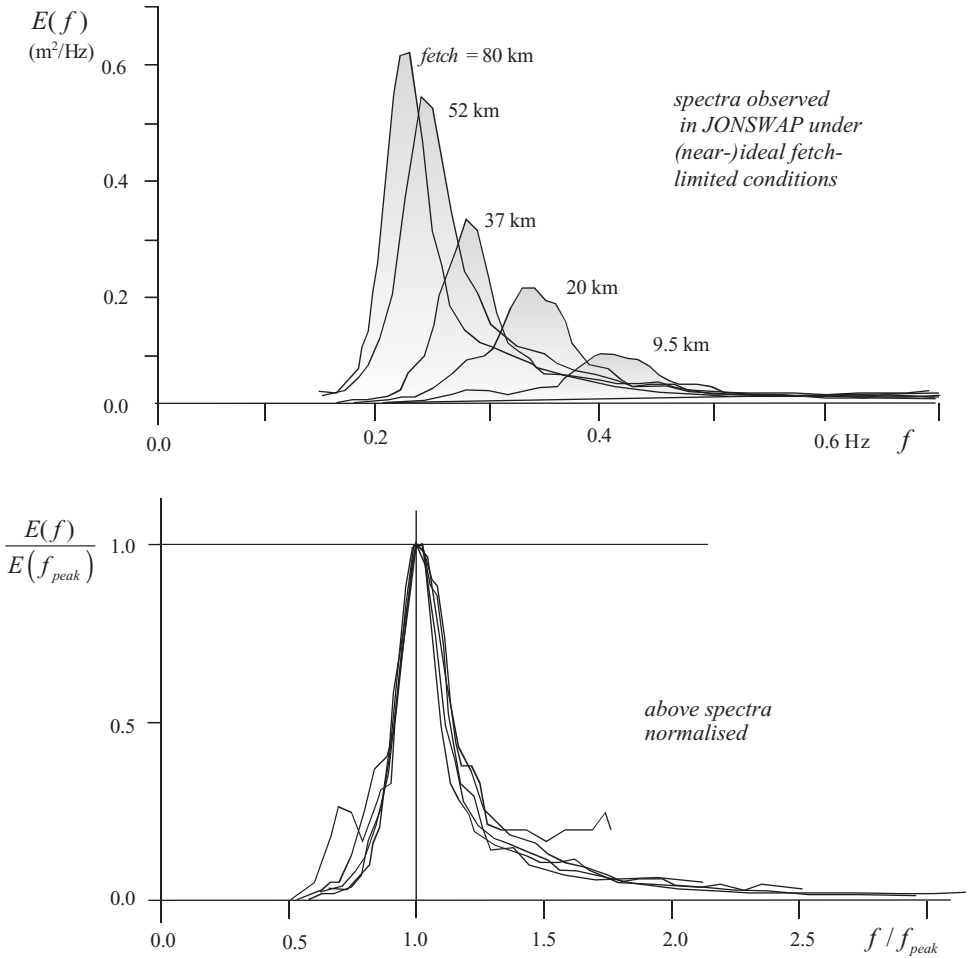 E(f)
(m²/Hz)
0.6
0.4
0.2
0.0
fetch = 80 km
52 km
37 km
20 km
9.5 km
spectra observed
in JONSWAP under
(near-)ideal fetch-
limited conditions
0.0
0.2
0.4
0.6 Hz
f
E(f)
E(f_peak)
1.0
0.5
0.0
above spectra
normalised
0.0
0.5
1.0
1.5
2.0
2.5
f / f_peak